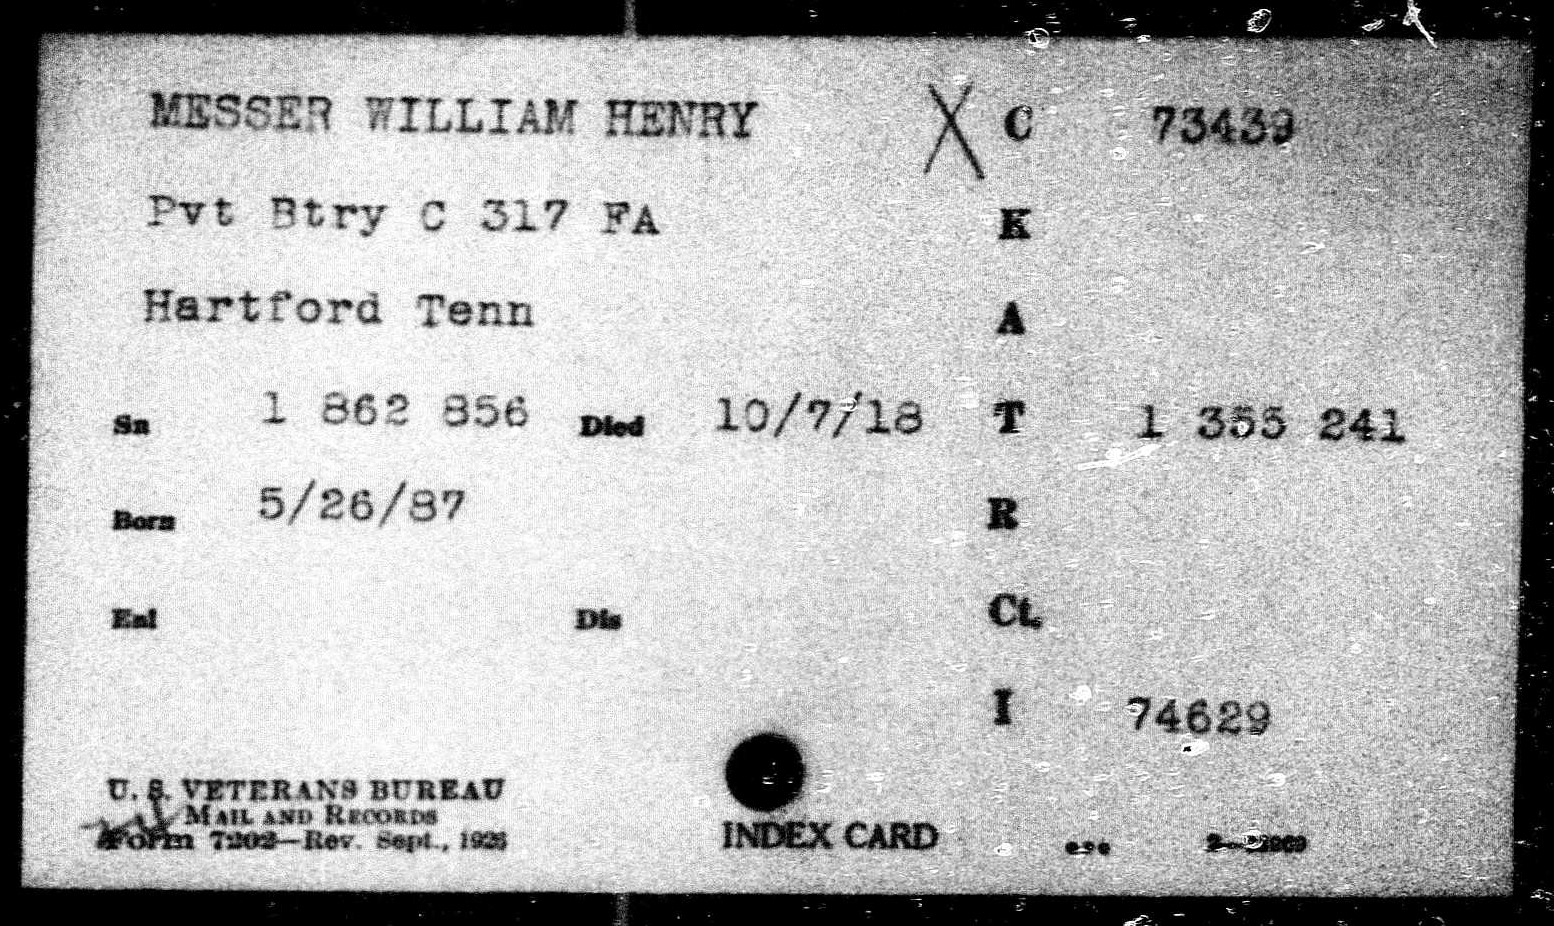 MESSER WILLIAM HENRY X C 73439
Pvt Btry C 317 FA K
Hartford Tenn A
Sn 1 862 856 Died 10/7/18 T 1 355 241
Born 5/26/87 R
Enl Dis Ct.
I 74629
U. S. VETERANS BUREAU
MAIL AND RECORDS
Form 7202—Rev. Sept., 1926
INDEX CARD